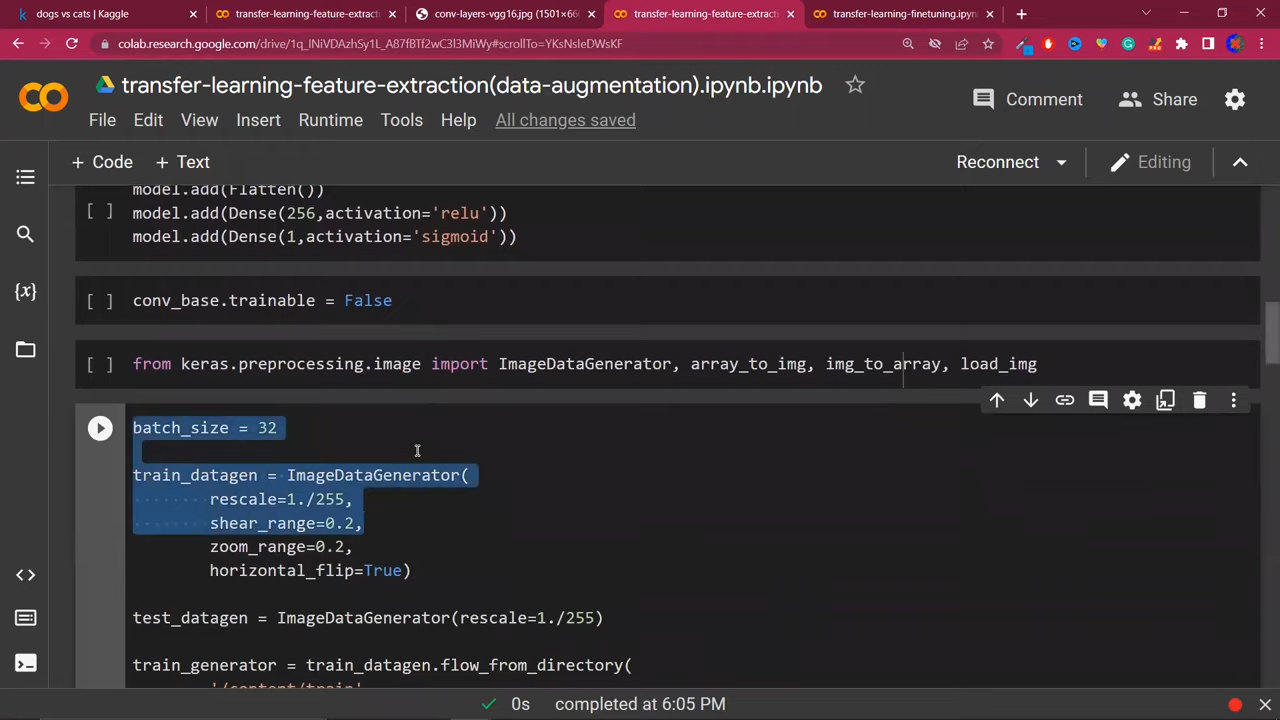 dogs vs cats | Kaggle
transfer-learning-feature-extracti
conv-layers-vgg16.jpg (1501×66
transfer-learning-feature-extracti
transfer-learning-finetuning.ipyn
colab.research.google.com/drive/1q_INiVDAzhSy1L_A87fBTf2wC3l3MiWy#scrollTo=YKsNsleDWsKF
transfer-learning-feature-extraction(data-augmentation).ipynb.ipynb
Comment
Share
File Edit View Insert Runtime Tools Help All changes saved
+ Code + Text
Reconnect
Editing
model.add(Flatten())
[ ] model.add(Dense(256,activation='relu'))
model.add(Dense(1,activation='sigmoid'))
[ ] conv_base.trainable = False
[ ] from keras.preprocessing.image import ImageDataGenerator, array_to_img, img_to_array, load_img
batch_size = 32
train_datagen = ImageDataGenerator(
rescale=1./255,
shear_range=0.2,
zoom_range=0.2,
horizontal_flip=True)
test_datagen = ImageDataGenerator(rescale=1./255)
train_generator = train_datagen.flow_from_directory(
'/content/train'
0s completed at 6:05 PM